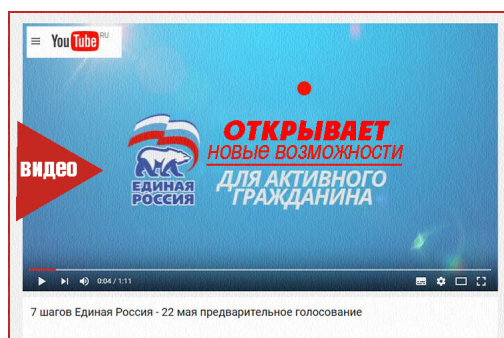 YouTube RU
ОТКРЫВАЕТ
НОВЫЕ ВОЗМОЖНОСТИ
ДЛЯ АКТИВНОГО
ГРАЖДАНИНА
ВИДЕО
ЕДИНАЯ
РОССИЯ
0:04 / 1:11
7 шагов Единая Россия - 22 мая предварительное голосование